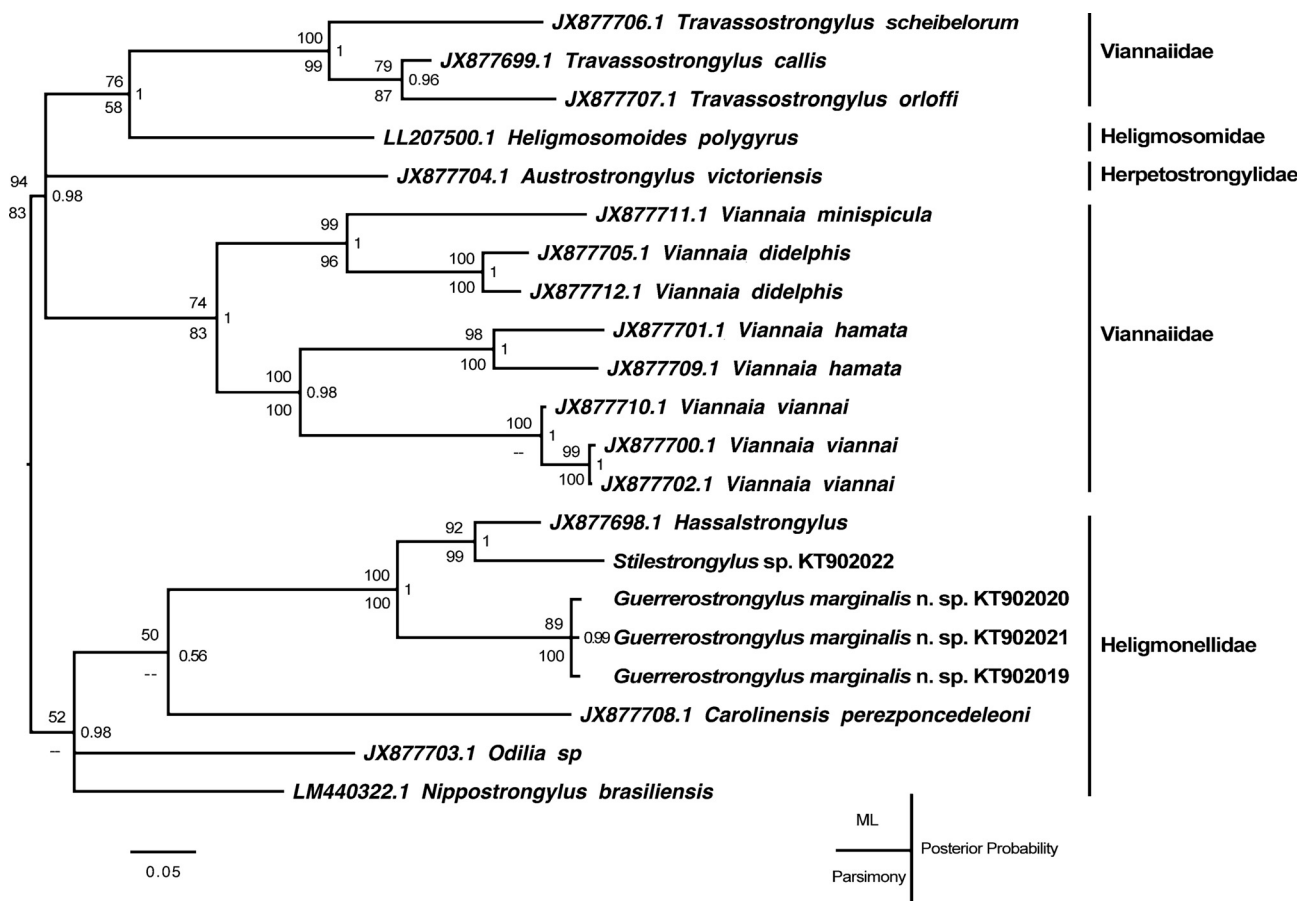 JX877706.1 Travassostrongylus scheibelorum
100
1
99
JX877699.1 Travassostrongylus callis
79
0.96
87
JX877707.1 Travassostrongylus orloffi
Viannaiidae
76
1
58
LL207500.1 Heligmosomoides polygyrus
Heligmosomidae
JX877704.1 Austrostrongylus victoriensis
Herpetostrongylidae
94
0.98
83
JX877711.1 Viannaia minispicula
99
1
96
JX877705.1 Viannaia didelphis
100
1
100
JX877712.1 Viannaia didelphis
74
1
83
JX877701.1 Viannaia hamata
98
1
100
JX877709.1 Viannaia hamata
Viannaiidae
100
0.98
100
JX877710.1 Viannaia viannai
100
1
--
JX877700.1 Viannaia viannai
99
1
100
JX877702.1 Viannaia viannai
JX877698.1 Hassalstrongylus
92
1
99
Stilestrongylus sp. KT902022
100
1
100
Guerrerostrongylus marginalis n. sp. KT902020
89
0.99
Guerrerostrongylus marginalis n. sp. KT902021
100
Guerrerostrongylus marginalis n. sp. KT902019
Heligmonellidae
50
0.56
--
JX877708.1 Carolinensis perezponcedeleoni
52
0.98
--
JX877703.1 Odilia sp
LM440322.1 Nippostrongylus brasiliensis
0.05
ML
Posterior Probability
Parsimony